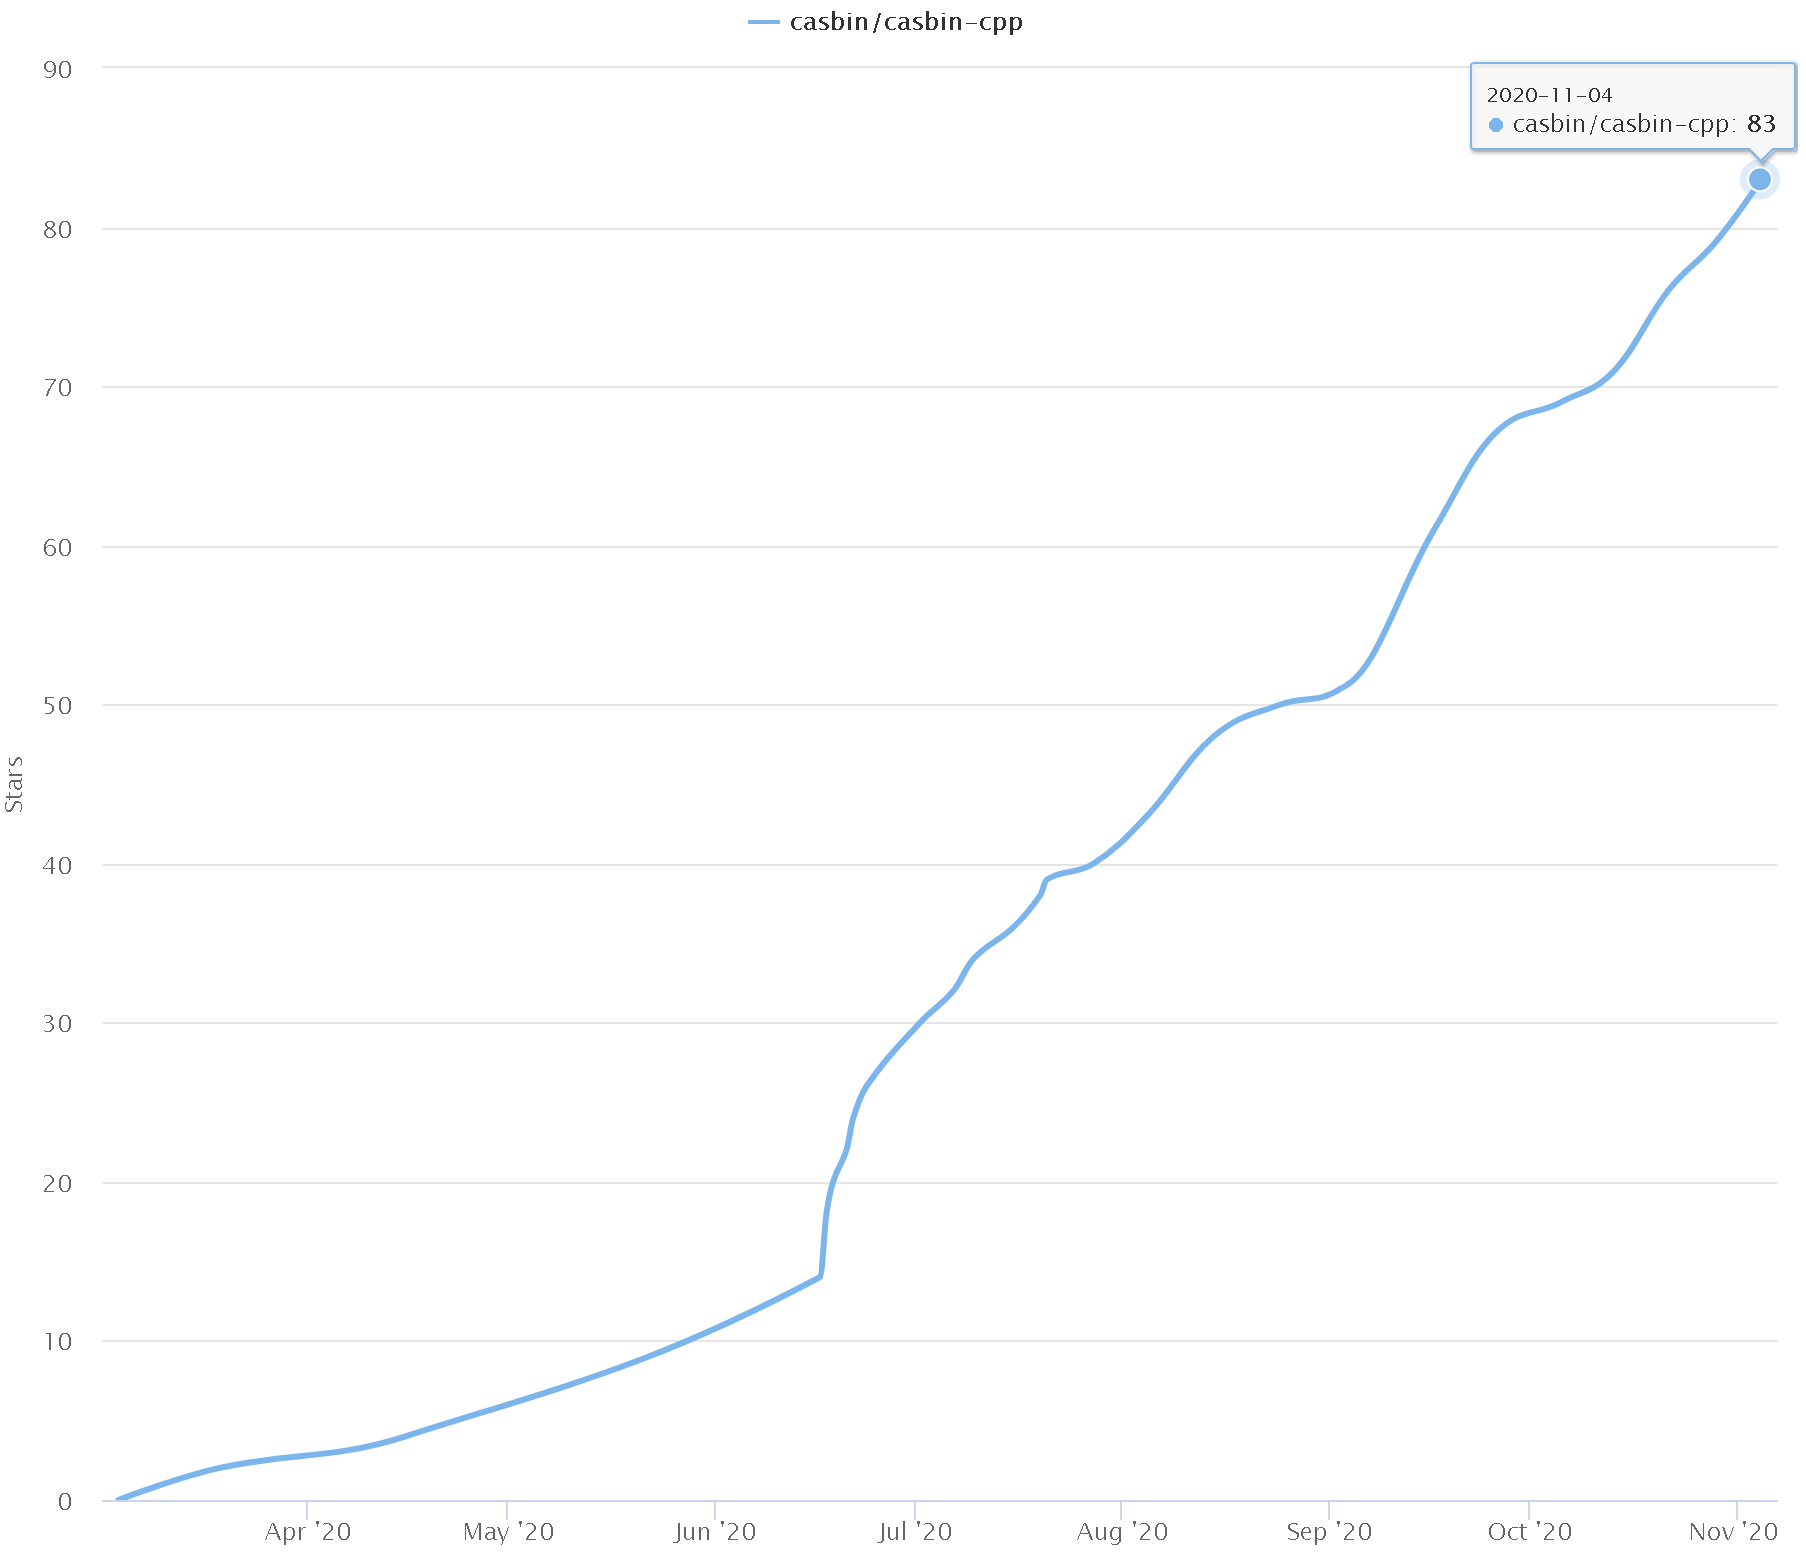 casbin/casbin-cpp
90
2020-11-04
casbin/casbin-cpp: 83
80
70
60
50
Stars
40
30
20
10
0
Apr '20 May '20 Jun '20 Jul '20 Aug '20 Sep '20 Oct '20 Nov '20